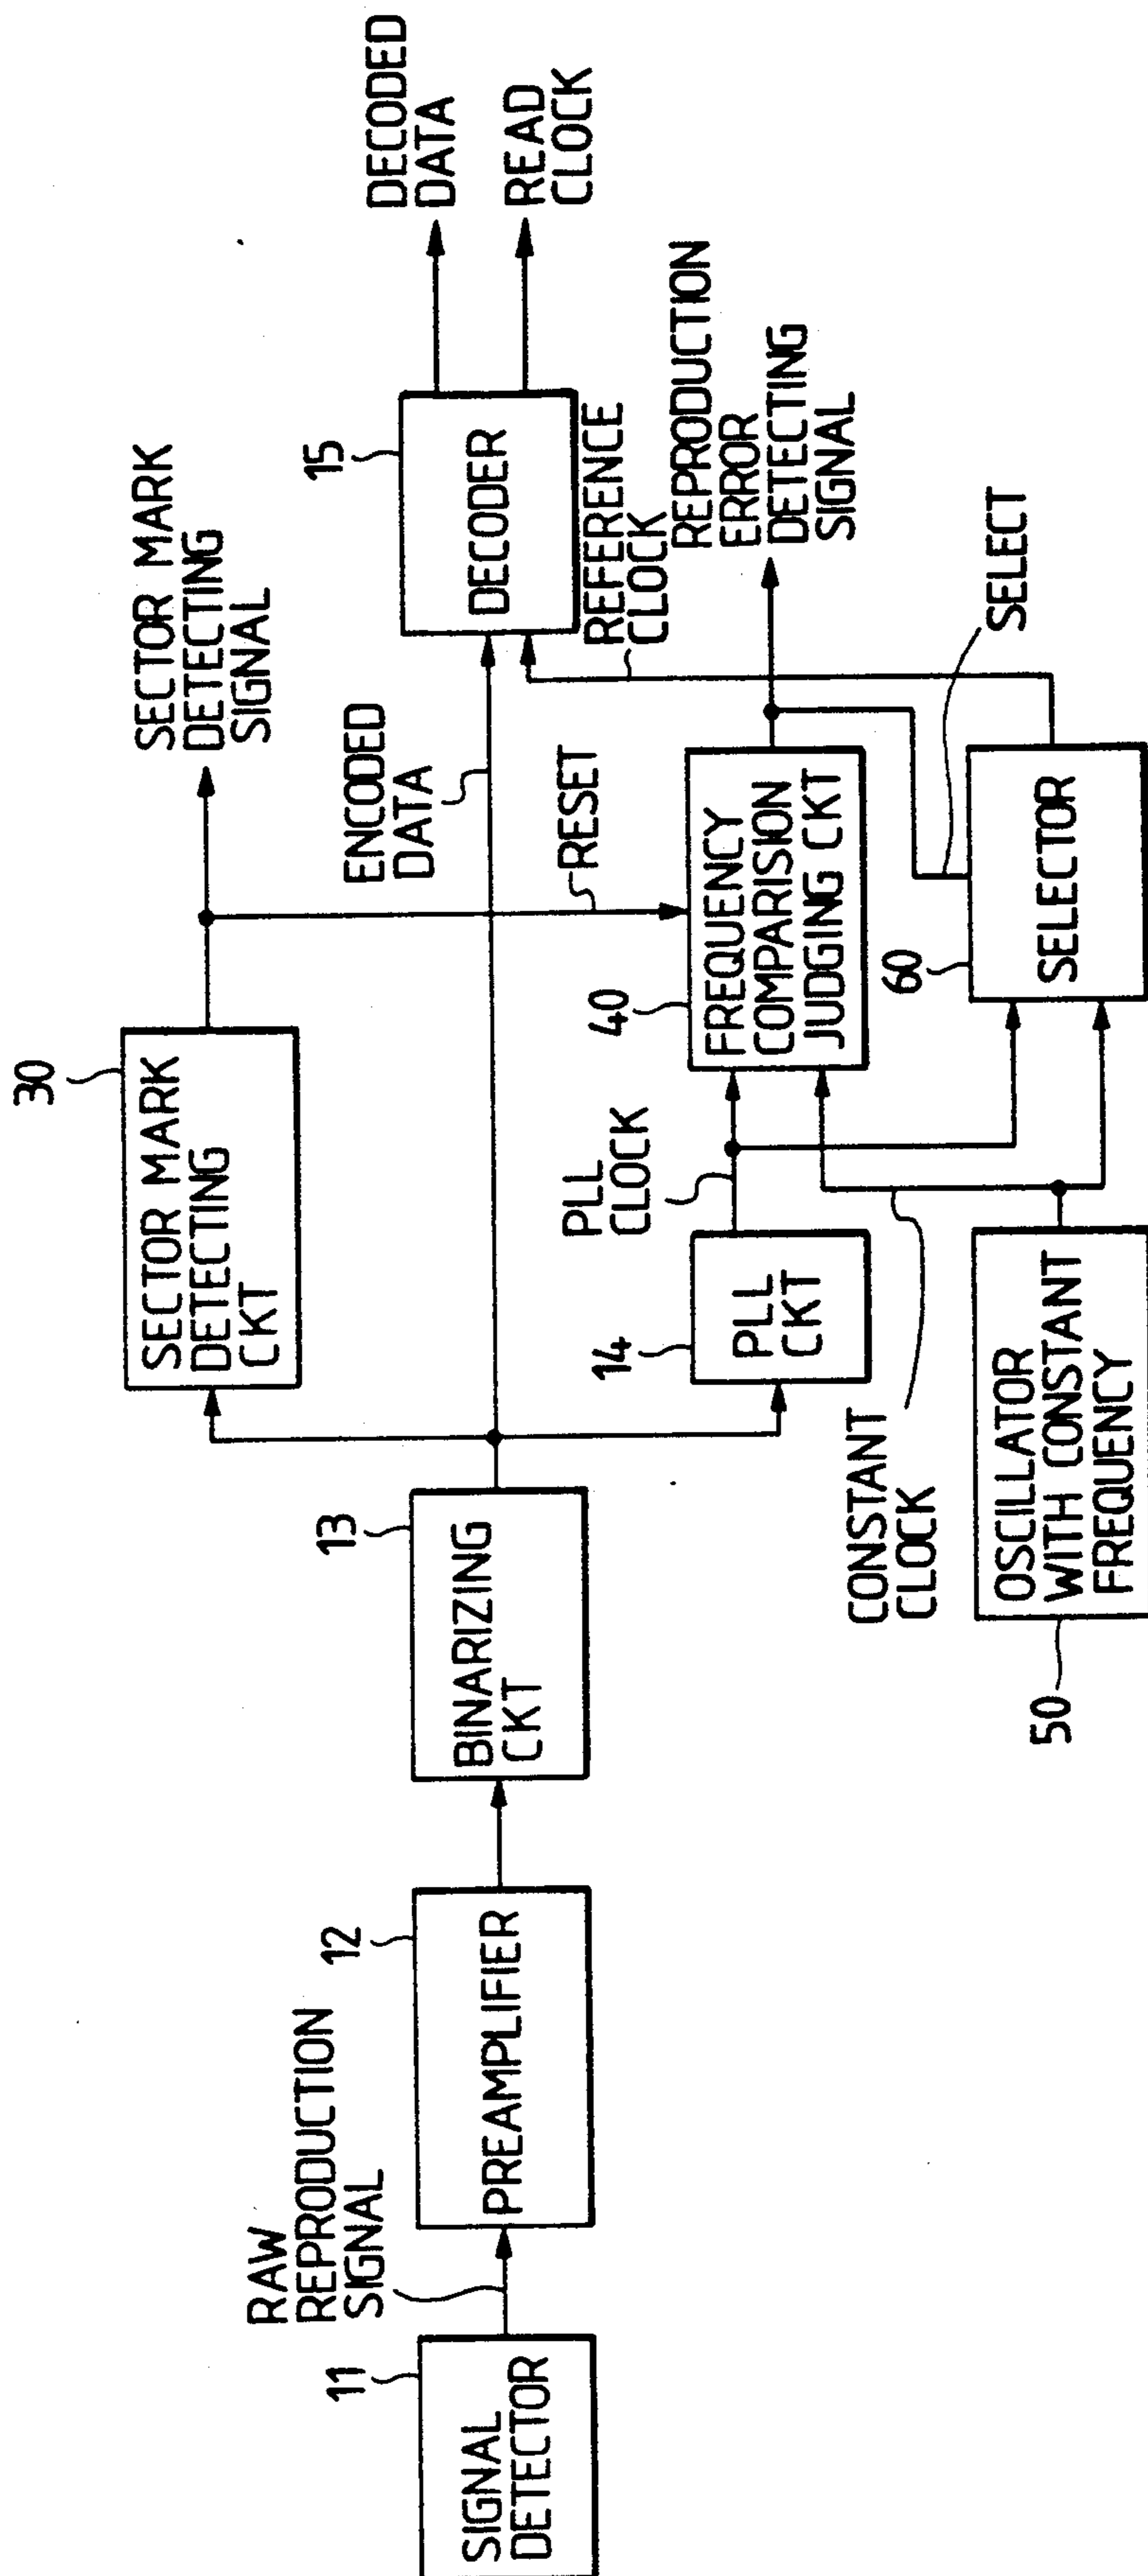 11
SIGNAL
DETECTOR
RAW
REPRODUCTION
SIGNAL
12
PREAMPLIFIER
13
BINARIZING
CKT
30
SECTOR MARK
DETECTING
CKT
SECTOR MARK
DETECTING
SIGNAL
ENCODED
DATA
RESET
15
DECODER
DECODED
DATA
READ
CLOCK
REFERENCE
CLOCK
14
PLL
CKT
PLL
CLOCK
40
FREQUENCY
COMPARISION
JUDGING CKT
REPRODUCTION
ERROR
DETECTING
SIGNAL
CONSTANT
CLOCK
50
OSCILLATOR
WITH CONSTANT
FREQUENCY
60
SELECTOR
SELECT